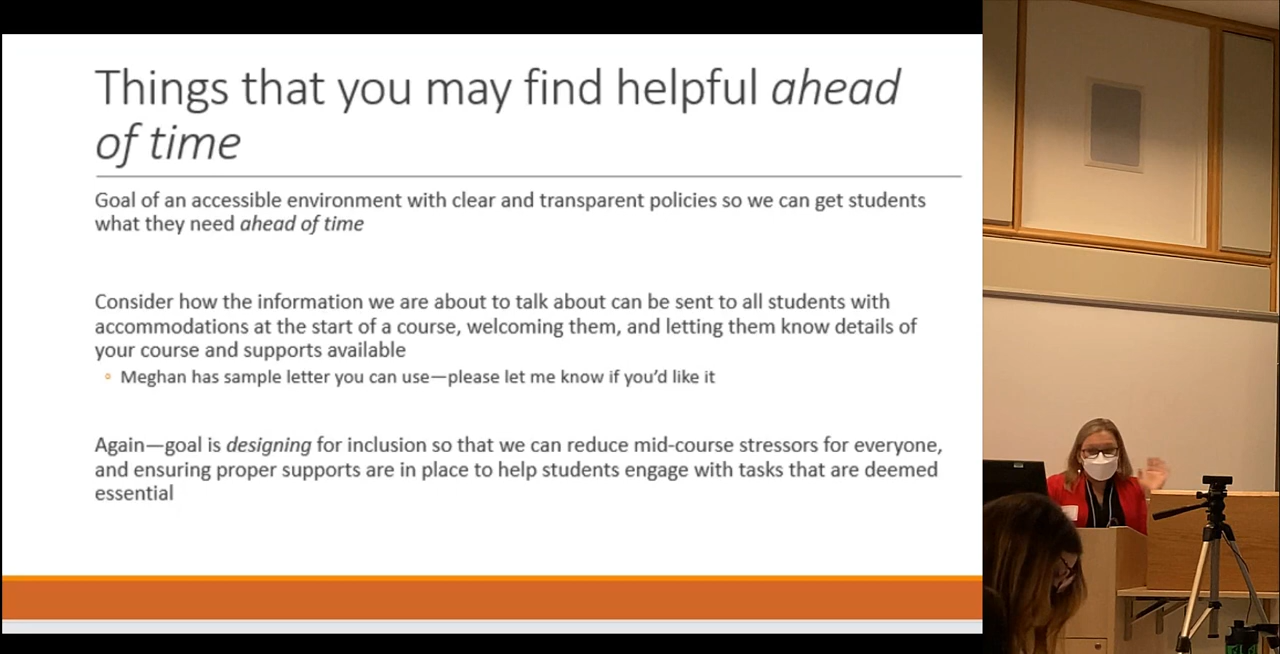 Things that you may find helpful ahead
of time
Goal of an accessible environment with clear and transparent policies so we can get students
what they need ahead of time
Consider how the information we are about to talk about can be sent to all students with
accommodations at the start of a course, welcoming them, and letting them know details of
your course and supports available
Meghan has sample letter you can use—please let me know if you'd like it
Again—goal is designing for inclusion so that we can reduce mid-course stressors for everyone,
and ensuring proper supports are in place to help students engage with tasks that are deemed
essential